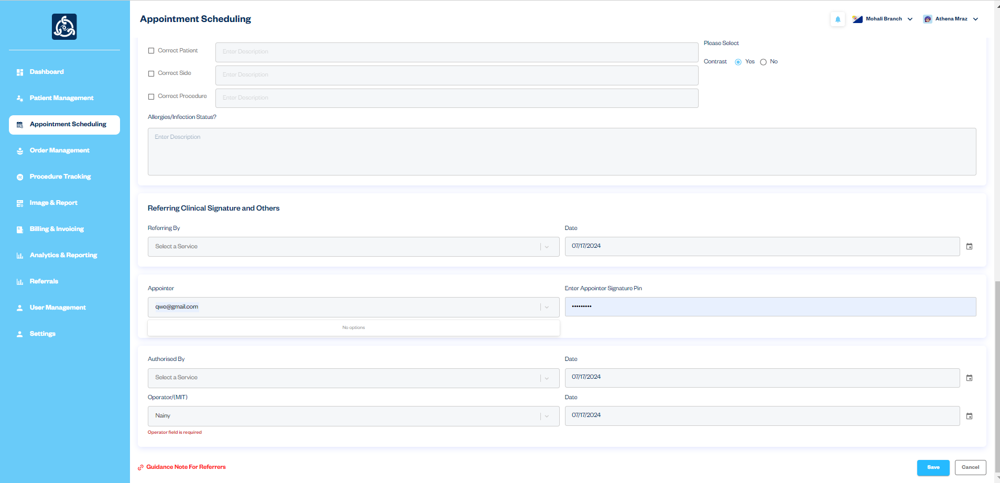 Appointment Scheduling
Mohali Branch
Athena Mraz
Dashboard
Patient Management
Appointment Scheduling
Order Management
Procedure Tracking
Image & Report
Billing & Invoicing
Analytics & Reporting
Referrals
User Management
Settings
Correct Patient
Enter Description
Correct Side
Enter Description
Correct Procedure
Enter Description
Please Select
Contrast Yes No
Allergies/Infection Status?
Enter Description
Referring Clinical Signature and Others
Referring By
Date
Select a Service
07/17/2024
Appointer
Enter Appointer Signature Pin
qwe@gmail.com
•••••••••
No options
Authorised By
Date
Select a Service
07/17/2024
Operator/(MIT)
Date
Nainy
07/17/2024
Operator field is required
Guidance Note For Referrers
Save
Cancel